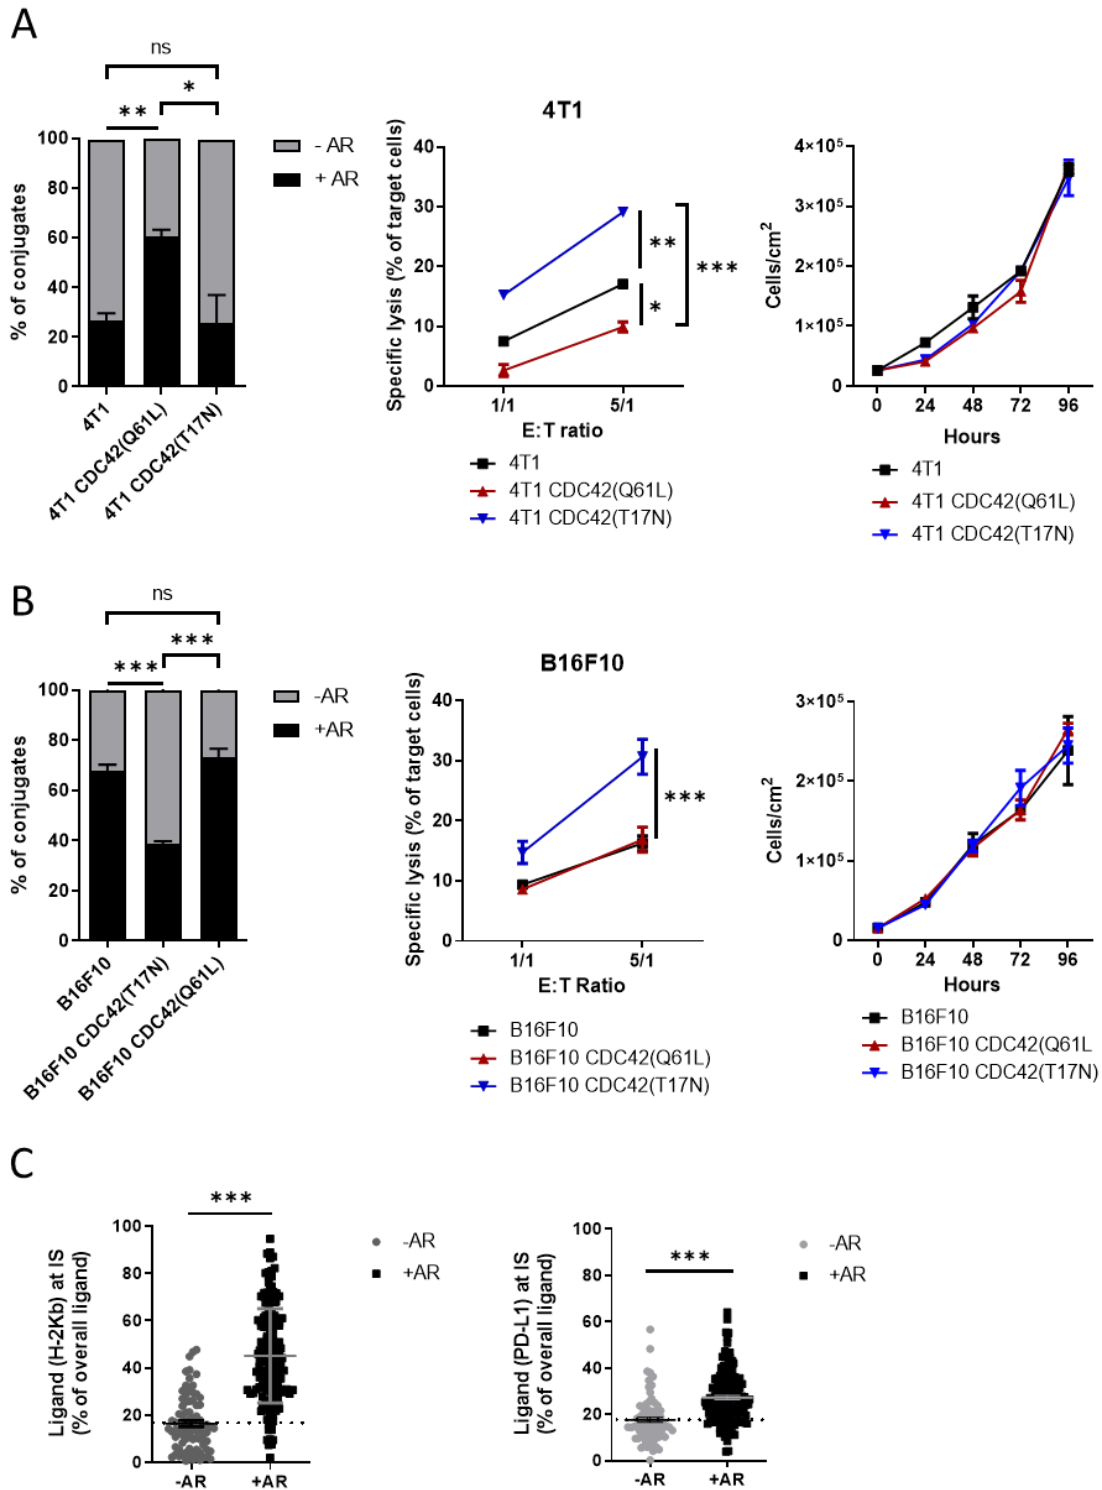 A
ns
**
*
100
80
60
40
20
0
% of conjugates
- AR
+ AR
4T1
4T1 CDC42(Q61L)
4T1 CDC42(T17N)
4T1
40
30
20
10
0
Specific lysis (% of target cells)
**
*
***
1/1
5/1
E:T ratio
4T1
4T1 CDC42(Q61L)
4T1 CDC42(T17N)
4×10⁵
3×10⁵
2×10⁵
1×10⁵
0
Cells/cm²
0
24
48
72
96
Hours
4T1
4T1 CDC42(Q61L)
4T1 CDC42(T17N)
B
ns
***
***
100
80
60
40
20
0
% of conjugates
-AR
+AR
B16F10
B16F10 CDC42(T17N)
B16F10 CDC42(Q61L)
B16F10
40
30
20
10
0
Specific lysis (% of target cells)
***
1/1
5/1
E:T Ratio
B16F10
B16F10 CDC42(Q61L)
B16F10 CDC42(T17N)
3×10⁵
2×10⁵
1×10⁵
0
Cells/cm²
0
24
48
72
96
Hours
B16F10
B16F10 CDC42(Q61L
B16F10 CDC42(T17N)
C
***
100
80
60
40
20
0
Ligand (H-2Kb) at IS
(% of overall ligand)
-AR
+AR
-AR
+AR
***
100
80
60
40
20
0
Ligand (PD-L1) at IS
(% of overall ligand)
-AR
+AR
-AR
+AR